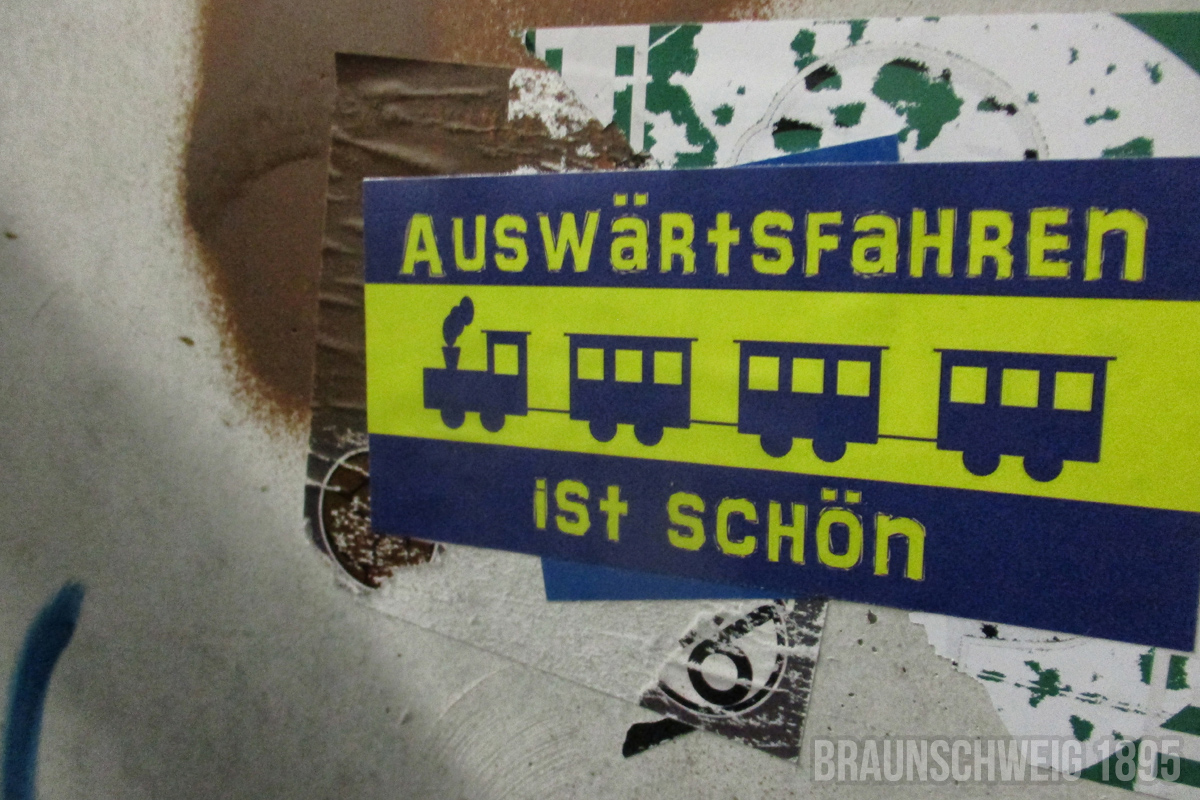 AUSWÄRTSFAHREN
IST SCHÖN
BRAUNSCHWEIG 1895